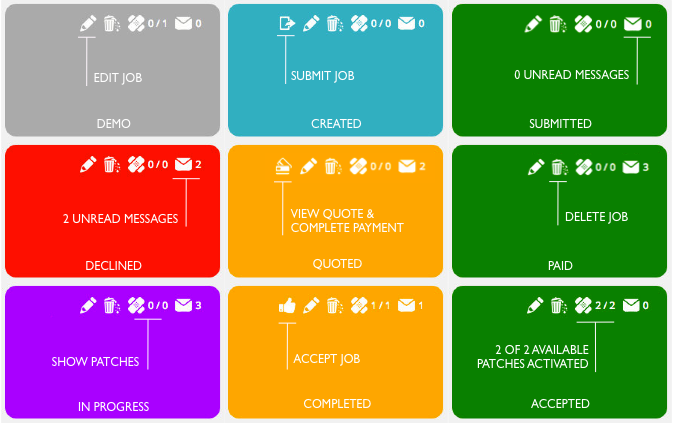 0/1 0
EDIT JOB
DEMO
0/0 0
SUBMIT JOB
CREATED
0/0 0
0 UNREAD MESSAGES
SUBMITTED
0/0 2
2 UNREAD MESSAGES
DECLINED
0/0 2
VIEW QUOTE &
COMPLETE PAYMENT
QUOTED
0/0 3
DELETE JOB
PAID
0/0 3
SHOW PATCHES
IN PROGRESS
1/1 1
ACCEPT JOB
COMPLETED
2/2 0
2 OF 2 AVAILABLE
PATCHES ACTIVATED
ACCEPTED